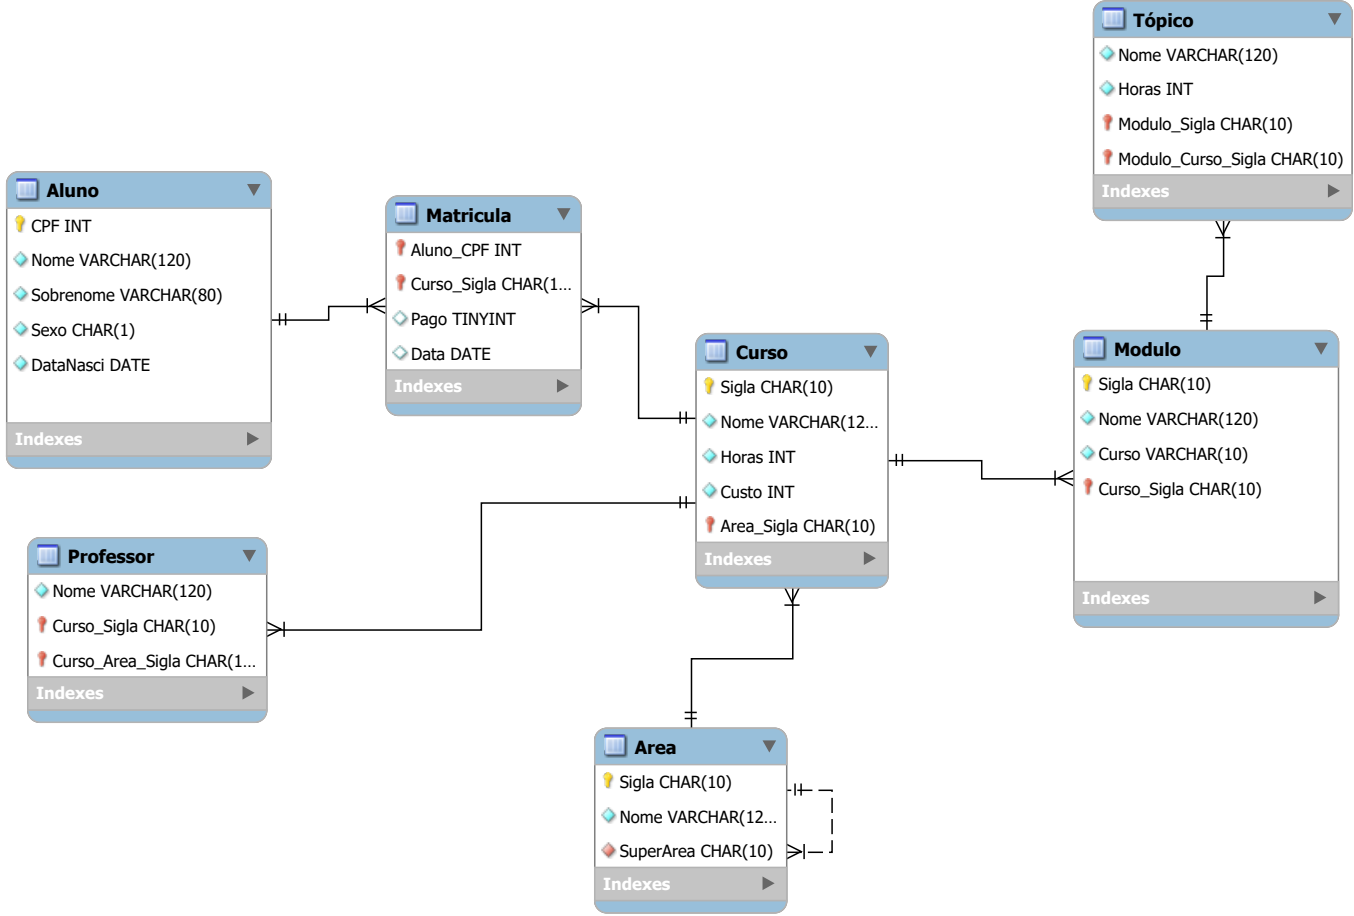 Tópico
Nome VARCHAR(120)
Horas INT
Modulo_Sigla CHAR(10)
Modulo_Curso_Sigla CHAR(10)
Indexes
Aluno
CPF INT
Nome VARCHAR(120)
Sobrenome VARCHAR(80)
Sexo CHAR(1)
DataNasci DATE
Indexes
Matricula
Aluno_CPF INT
Curso_Sigla CHAR(1...
Pago TINYINT
Data DATE
Indexes
Curso
Sigla CHAR(10)
Nome VARCHAR(12...
Horas INT
Custo INT
Area_Sigla CHAR(10)
Indexes
Modulo
Sigla CHAR(10)
Nome VARCHAR(120)
Curso VARCHAR(10)
Curso_Sigla CHAR(10)
Indexes
Professor
Nome VARCHAR(120)
Curso_Sigla CHAR(10)
Curso_Area_Sigla CHAR(1...
Indexes
Area
Sigla CHAR(10)
Nome VARCHAR(12...
SuperArea CHAR(10)
Indexes